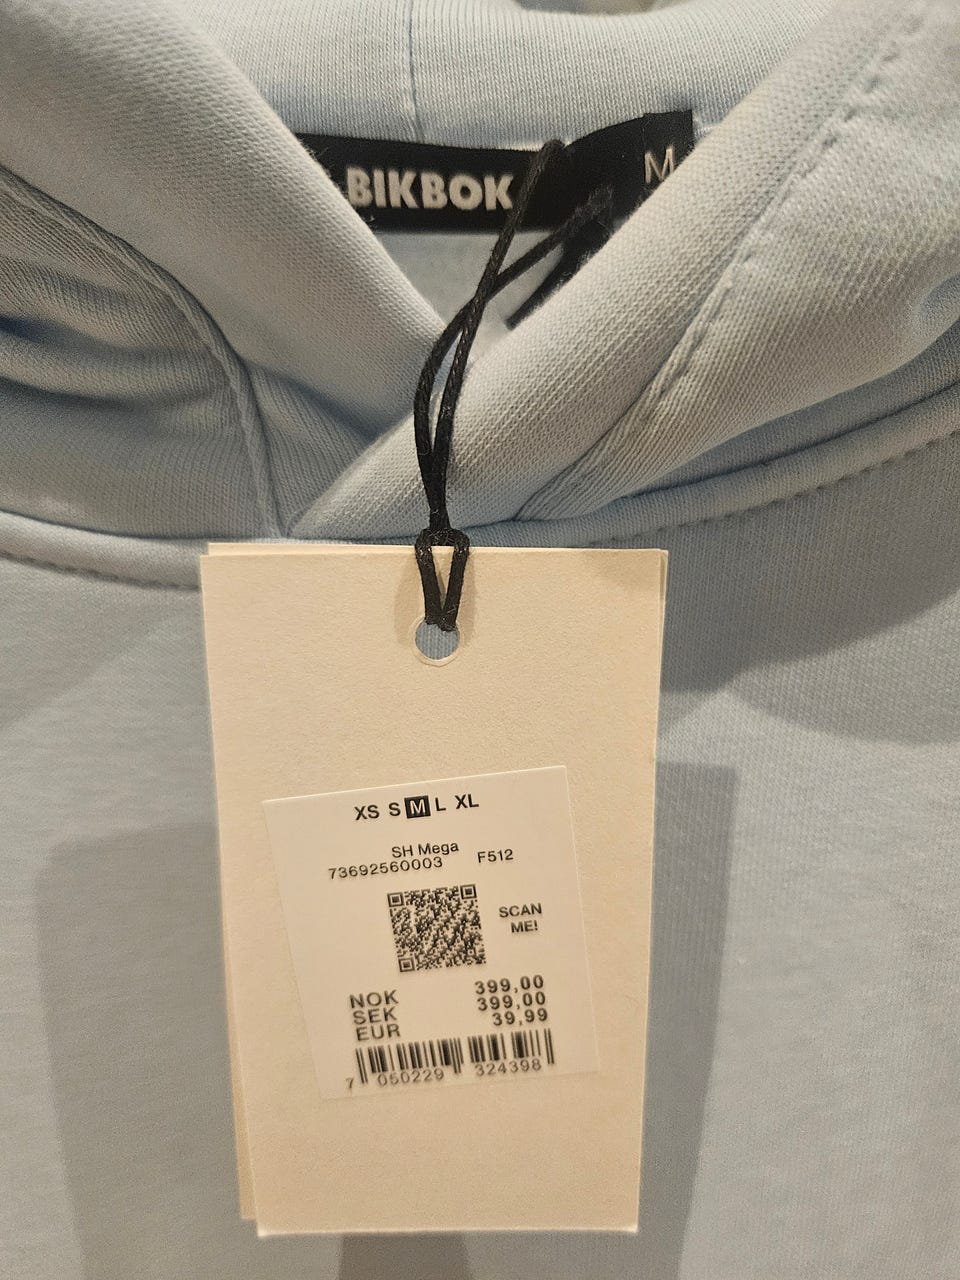 BIKBOK
M
XS S M L XL
SH Mega
73692560003 F512
SCAN
ME!
NOK 399,00
SEK 399,00
EUR 39,99
7 050229 324398